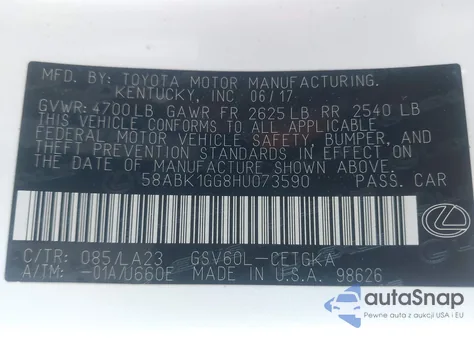 MFD. BY: TOYOTA MOTOR MANUFACTURING.
KENTUCKY, INC 06/17
GVWR: 4700 LB GAWR FR 2625 LB RR 2540 LB
THIS VEHICLE CONFORMS TO ALL APPLICABLE
FEDERAL MOTOR VEHICLE SAFETY, BUMPER, AND
THEFT PREVENTION STANDARDS IN EFFECT ON
THE DATE OF MANUFACTURE SHOWN ABOVE.
58ABK1GG8HU073590 PASS. CAR
C/TR: 085/LA23 GSV60L-CETGKA
A/TM: -01A/U660E MADE IN U.S.A. 98626
autoSnap
Pewne auta z USA i EU